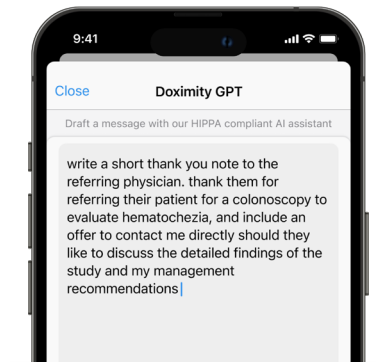 9:41
Close
Doximity GPT
Draft a message with our HIPPA compliant AI assistant
write a short thank you note to the
referring physician. thank them for
referring their patient for a colonoscopy to
evaluate hematochezia, and include an
offer to contact me directly should they
like to discuss the detailed findings of the
study and my management
recommendations